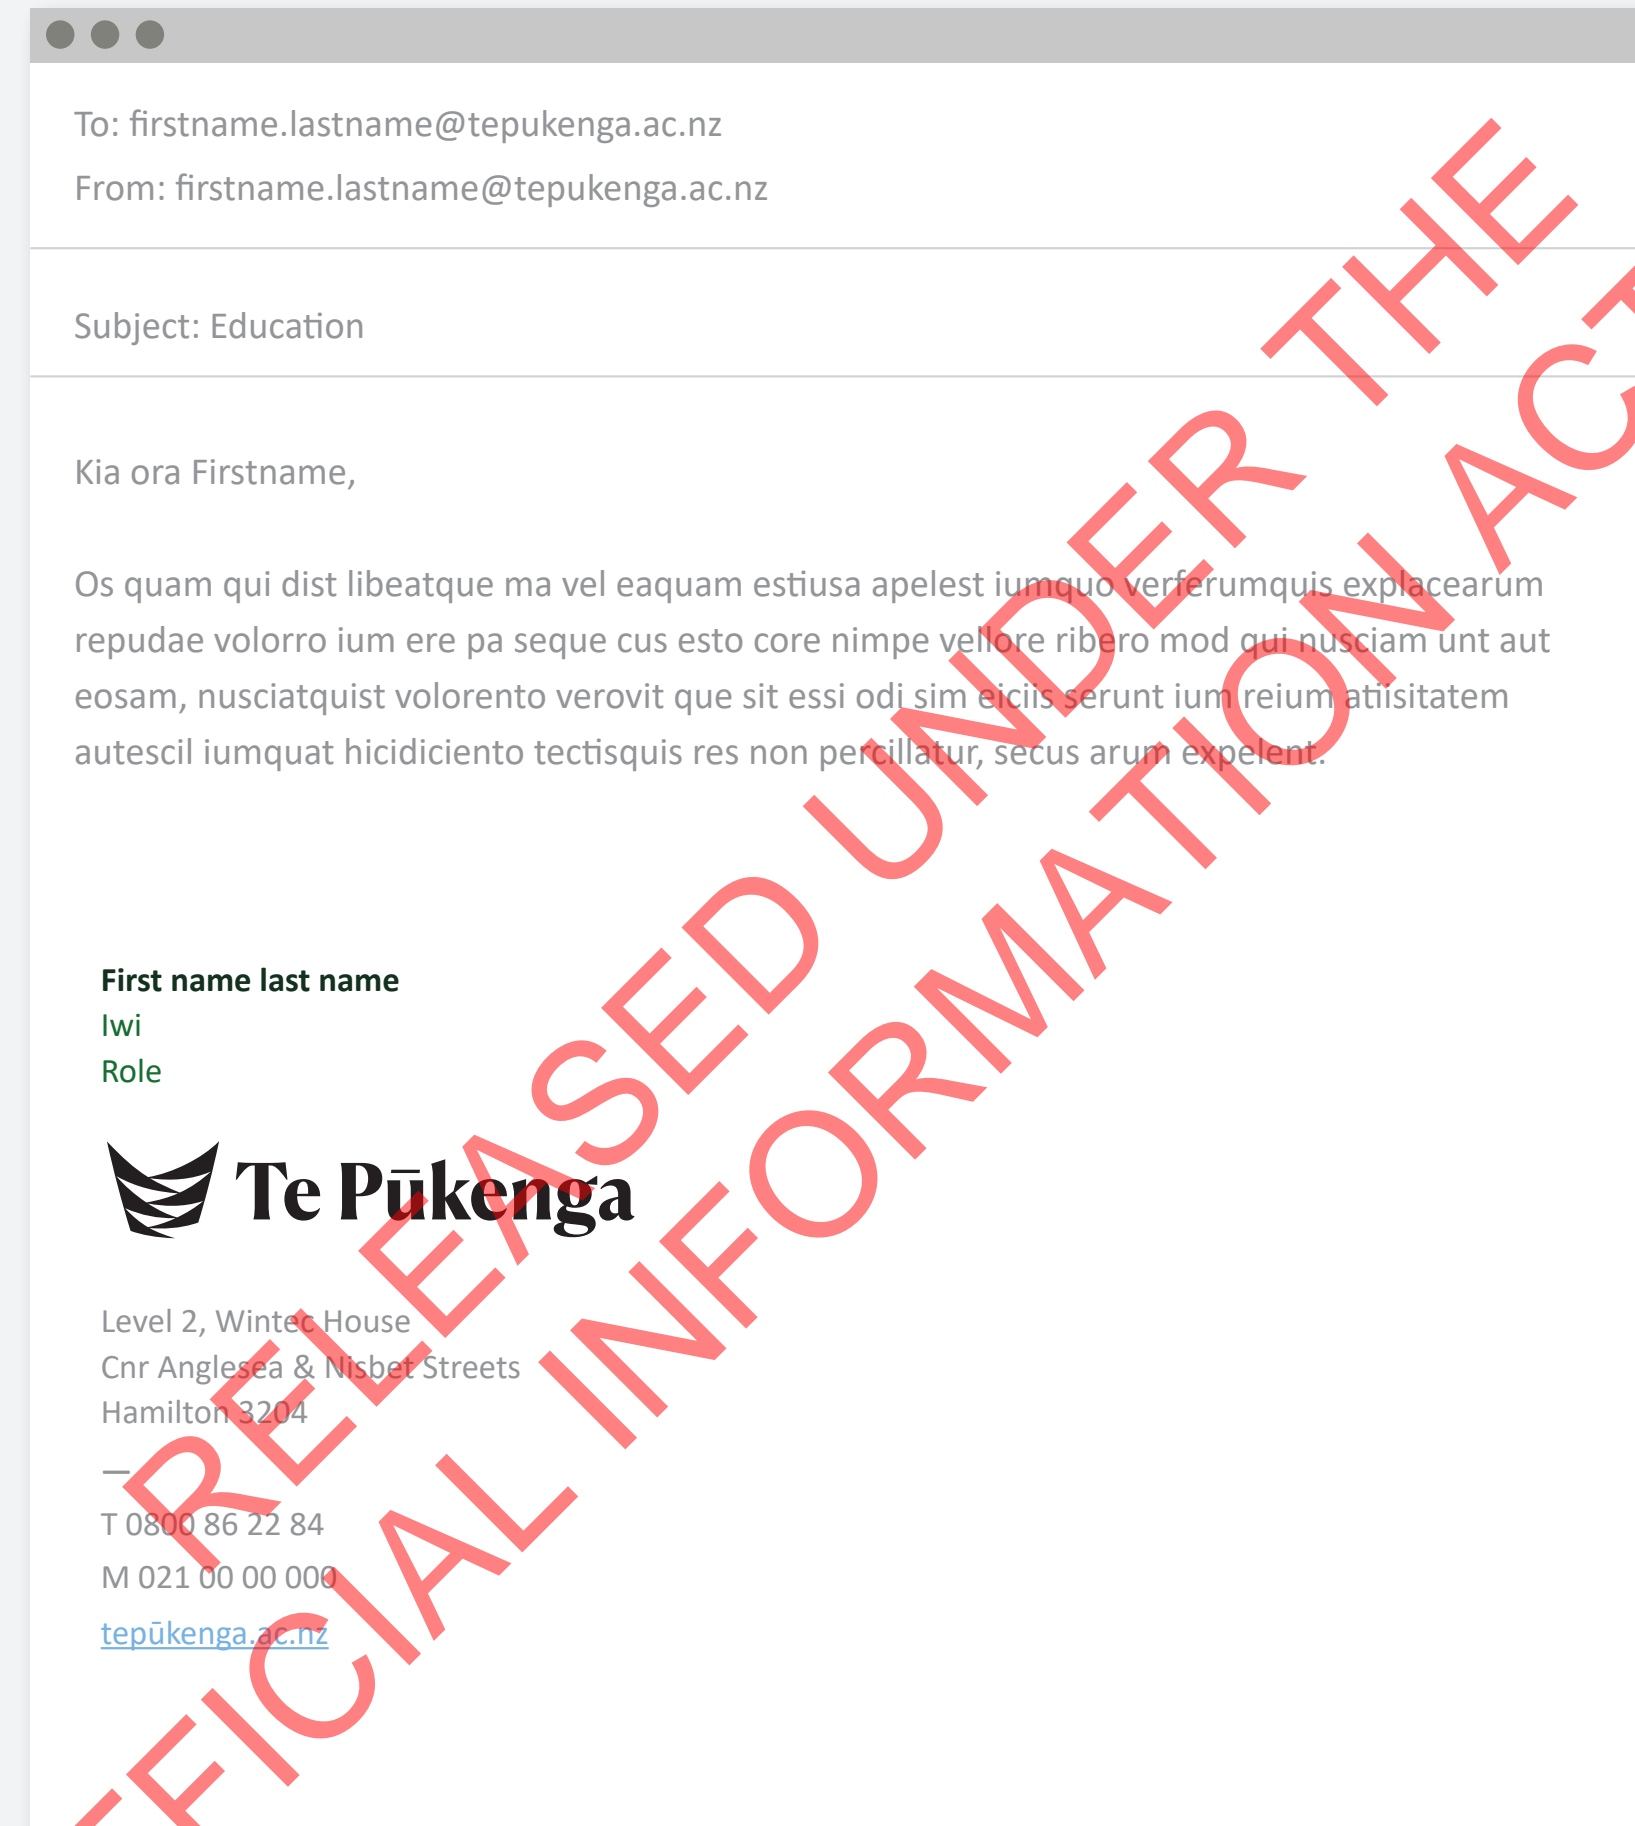 To: firstname.lastname@tepukenga.ac.nz
From: firstname.lastname@tepukenga.ac.nz
Subject: Education
Kia ora Firstname,
Os quam qui dist libeatque ma vel eaquam estiusa apelest iumquo verferumquis explacearum
repudae volorro ium ere pa seque cus esto core nimpe vellore ribero mod qui nusciam unt aut
eosam, nusciatquist volorento verovit que sit essi odi sim eiciis serunt ium reium atiisitatem
autescil iumquat hicidiciento tectisquis res non percillatur, secus arum expelent.
First name last name
Iwi
Role
Te Pūkenga
Level 2, Wintec House
Cnr Anglesea & Nisbet Streets
Hamilton 3204
—
T 0800 86 22 84
M 021 00 00 000
tepūkenga.ac.nz
RELEASED UNDER THE
FFICIAL INFORMATION ACT